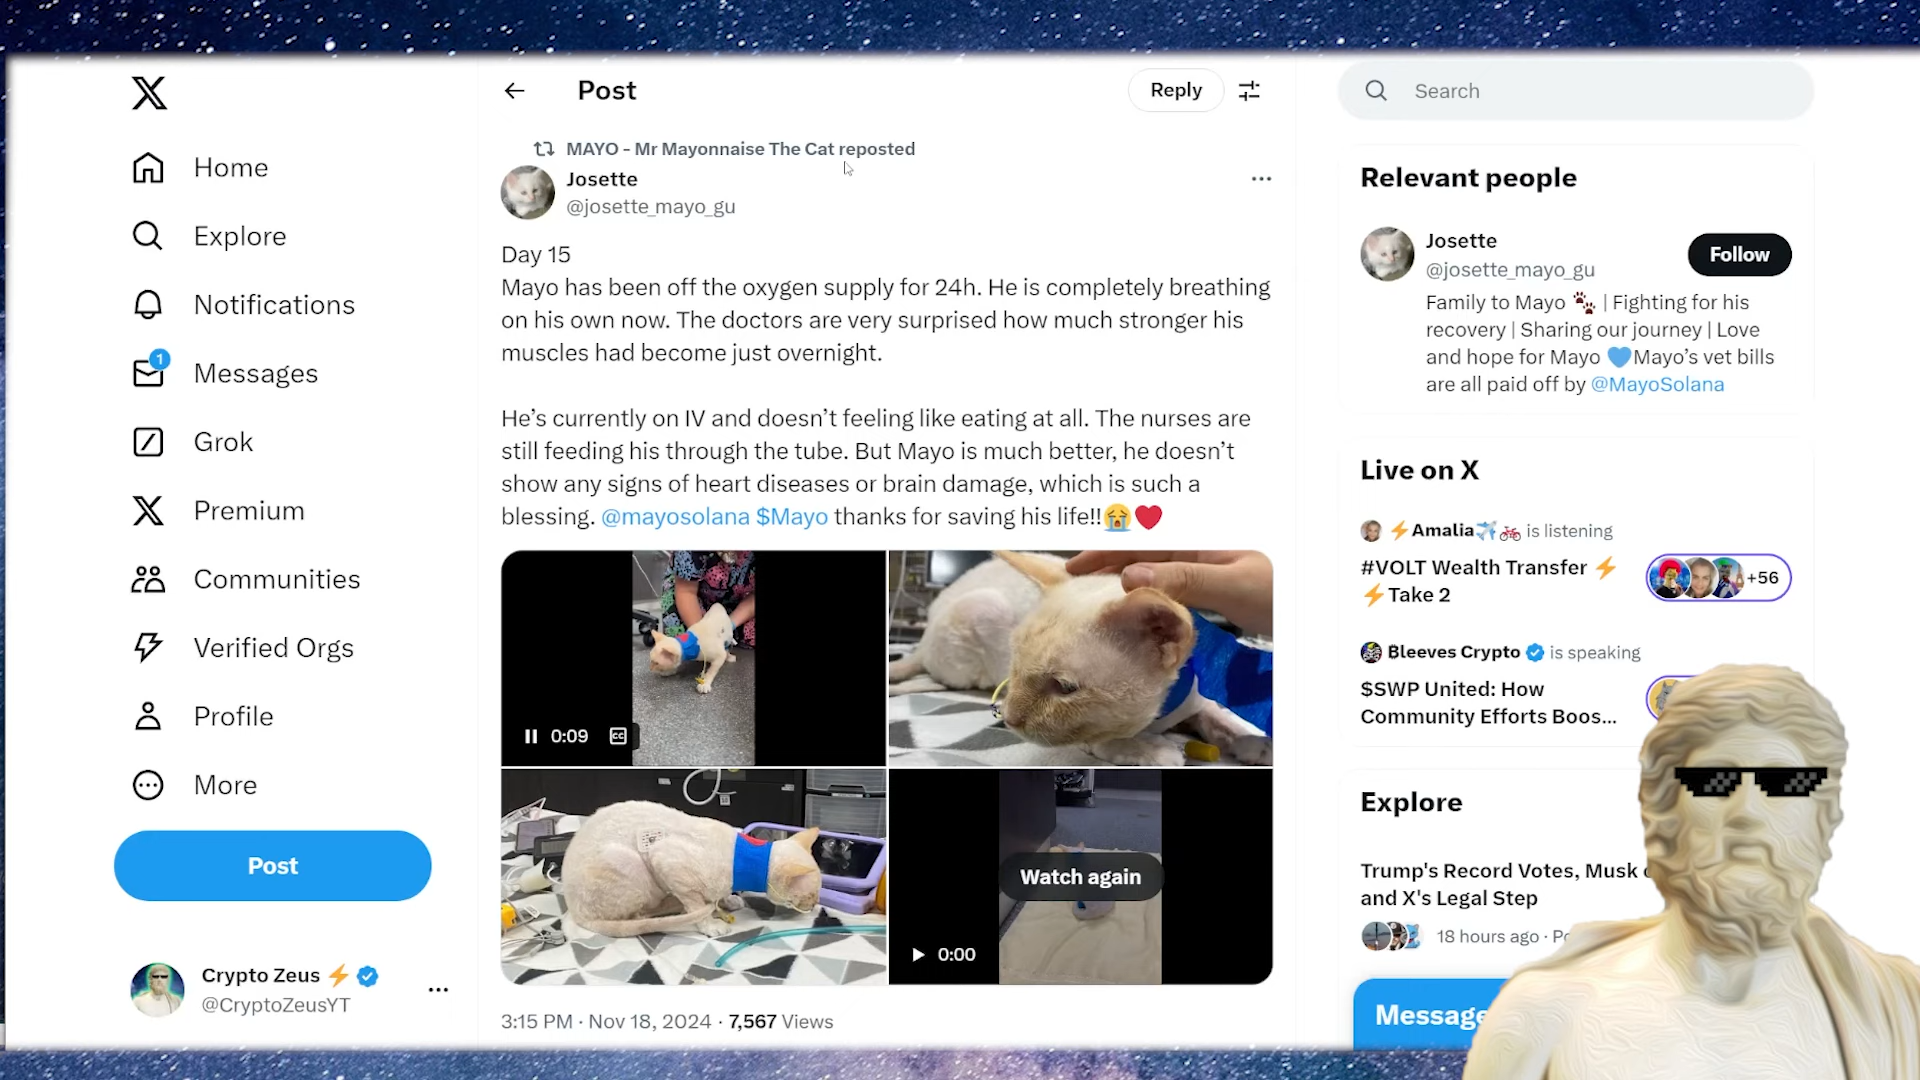 Home
Explore
Notifications
1
Messages
Grok
Premium
Communities
Verified Orgs
Profile
More
Post
Crypto Zeus⚡
@CryptoZeusYT
Post
Reply
MAYO - Mr Mayonnaise The Cat reposted
Josette
@josette_mayo_gu
Day 15
Mayo has been off the oxygen supply for 24h. He is completely breathing
on his own now. The doctors are very surprised how much stronger his
muscles had become just overnight.
He’s currently on IV and doesn’t feeling like eating at all. The nurses are
still feeding his through the tube. But Mayo is much better, he doesn’t
show any signs of heart diseases or brain damage, which is such a
blessing. @mayosolana $Mayo thanks for saving his life!!😭❤️
0:09
CC
Watch again
0:00
3:15 PM · Nov 18, 2024 · 7,567 Views
Search
Relevant people
Josette
@josette_mayo_gu
Follow
Family to Mayo 🐾 | Fighting for his
recovery | Sharing our journey | Love
and hope for Mayo 💙Mayo’s vet bills
are all paid off by @MayoSolana
Live on X
⚡Amalia✈️🚲 is listening
#VOLT Wealth Transfer ⚡
⚡Take 2
+56
Bleeves Crypto is speaking
$SWP United: How
Community Efforts Boos...
Explore
Trump's Record Votes, Musk
and X's Legal Step
18 hours ago ·
Message